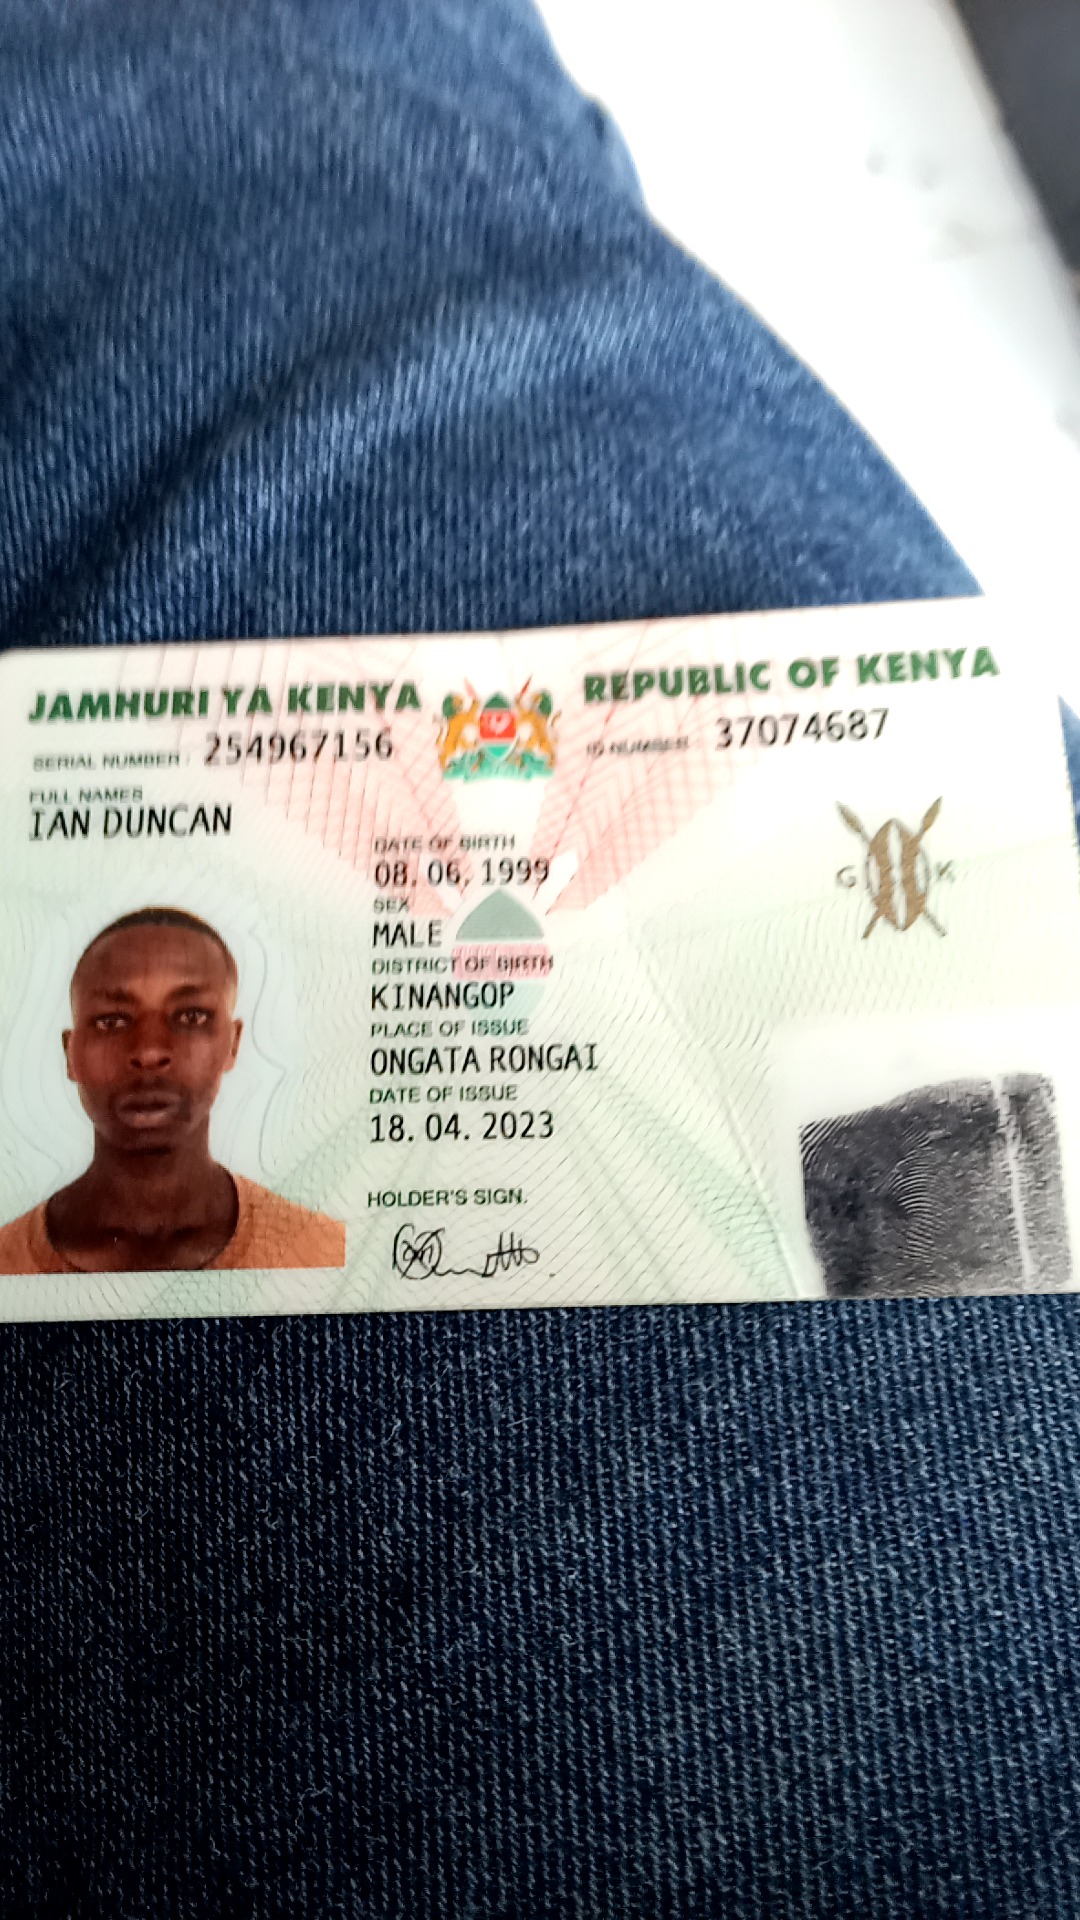 JAMHURI YA KENYA REPUBLIC OF KENYA
SERIAL NUMBER: 254967156 ID NUMBER: 37074687
FULL NAMES
IAN DUNCAN
DATE OF BIRTH
08. 06. 1999
SEX
MALE
DISTRICT OF BIRTH
KINANGOP
PLACE OF ISSUE
ONGATA RONGAI
DATE OF ISSUE
18. 04. 2023
HOLDER'S SIGN.
G K